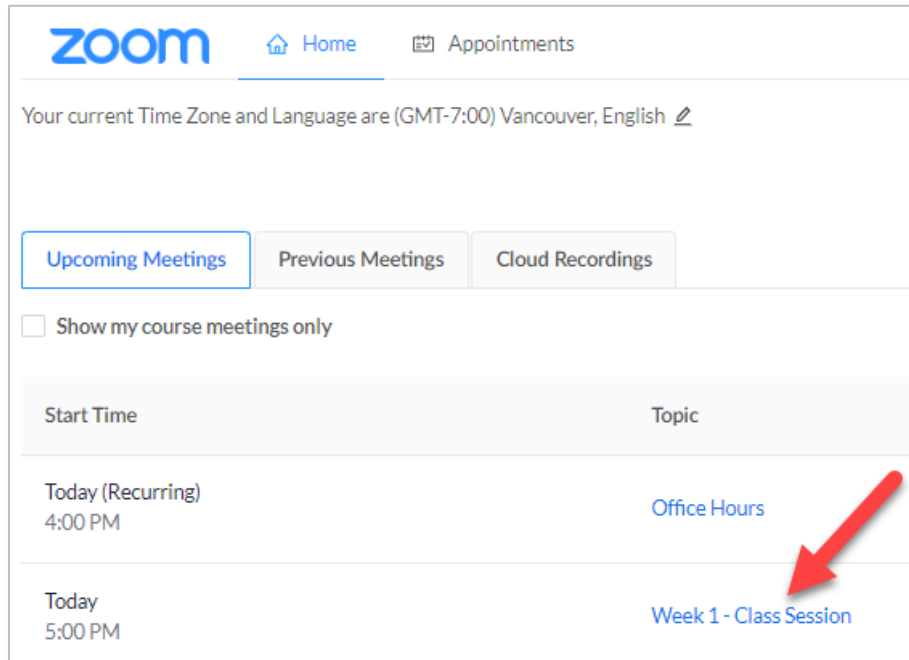 zoom Home Appointments
Your current Time Zone and Language are (GMT-7:00) Vancouver, English
Upcoming Meetings Previous Meetings Cloud Recordings
Show my course meetings only
Start Time Topic
Today (Recurring)
4:00 PM
Office Hours
Today
5:00 PM
Week 1 - Class Session